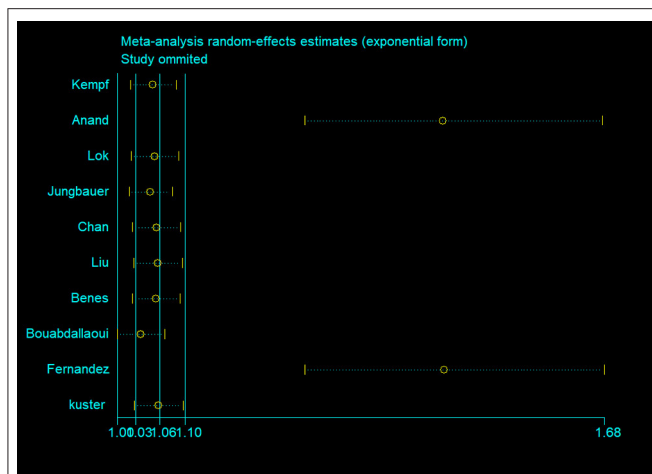 Meta-analysis random-effects estimates (exponential form)
Study ommited
Kempf
Anand
Lok
Jungbauer
Chan
Liu
Benes
Bouabdallaoui
Fernandez
kuster
1.00 1.03 1.06 1.10 1.68